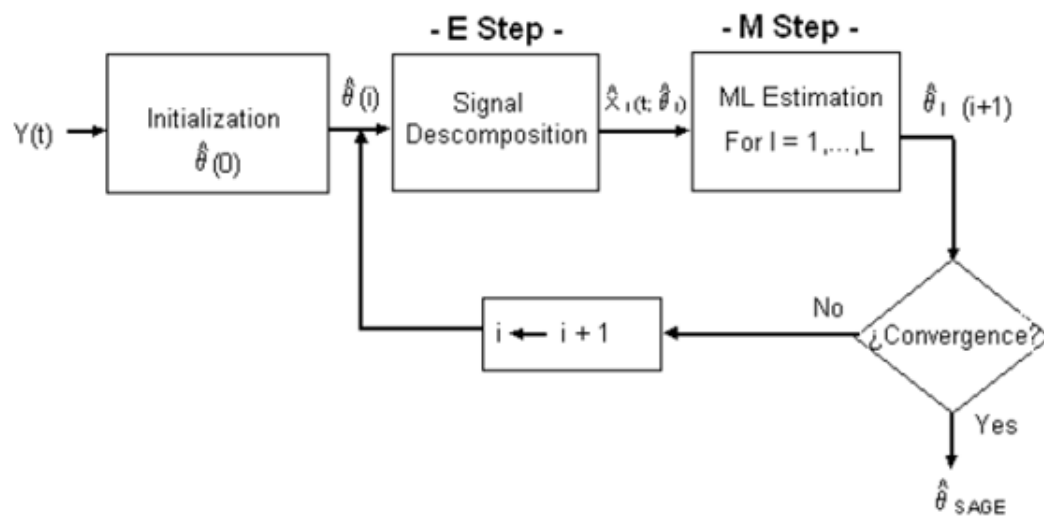 - E Step -
- M Step -
Y(t)
Initialization
θ̂(0)
θ̂(i)
Signal
Descomposition
x̂ l(t; θ̂ i)
ML Estimation
For l = 1,...,L
θ̂ l (i+1)
¿Convergence?
No
i ← i + 1
Yes
θ̂ SAGE